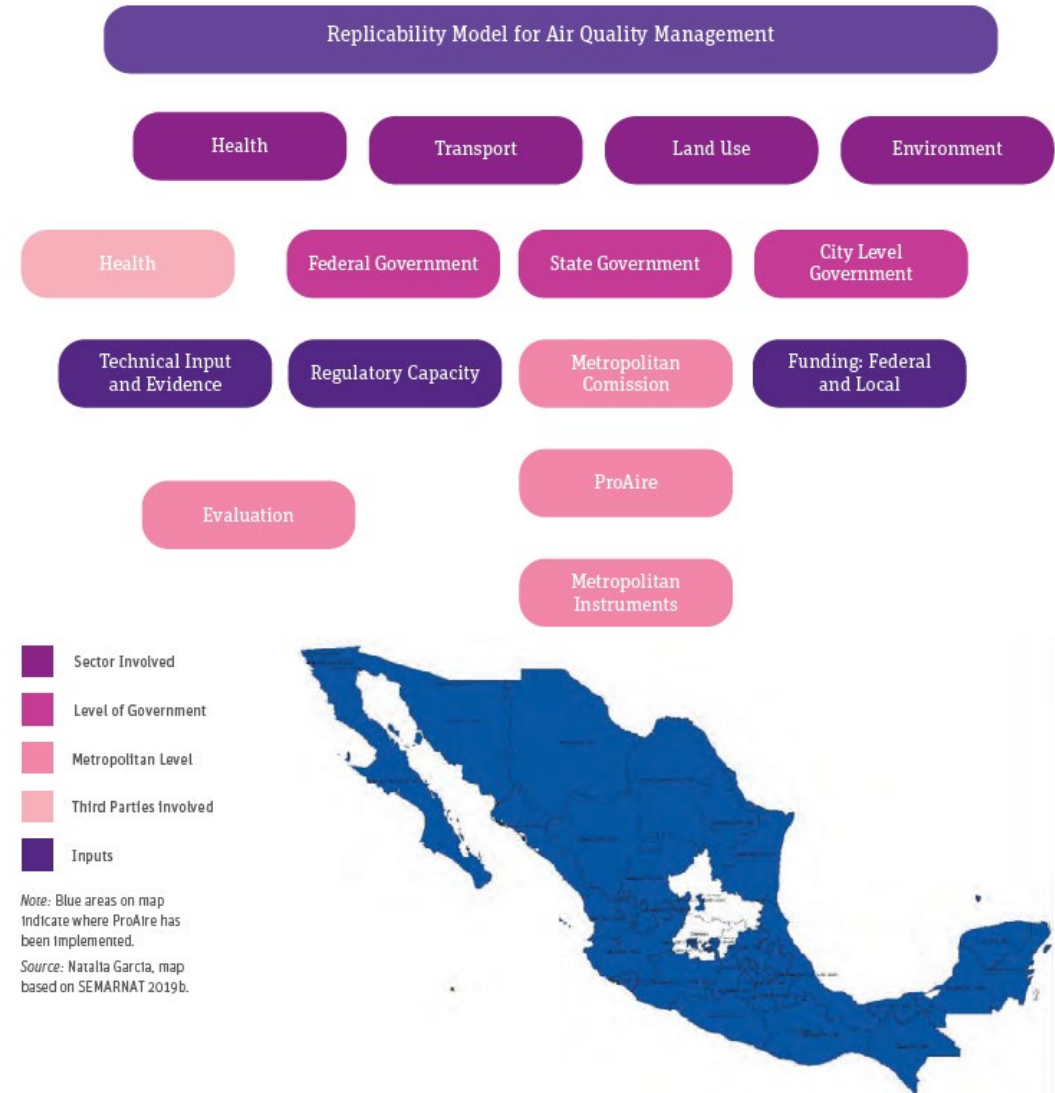 Replicability Model for Air Quality Management
Health
Transport
Land Use
Environment
Health
Federal Government
State Government
City Level
Government
Technical Input
and Evidence
Regulatory Capacity
Metropolitan
Comission
Funding: Federal
and Local
ProAire
Evaluation
Metropolitan
Instruments
Sector Involved
Level of Government
Metropolitan Level
Third Parties involved
Inputs
Note: Blue areas on map
indicate where ProAire has
been implemented.
Source: Natalia Garcia, map
based on SEMARNAT 2019b.